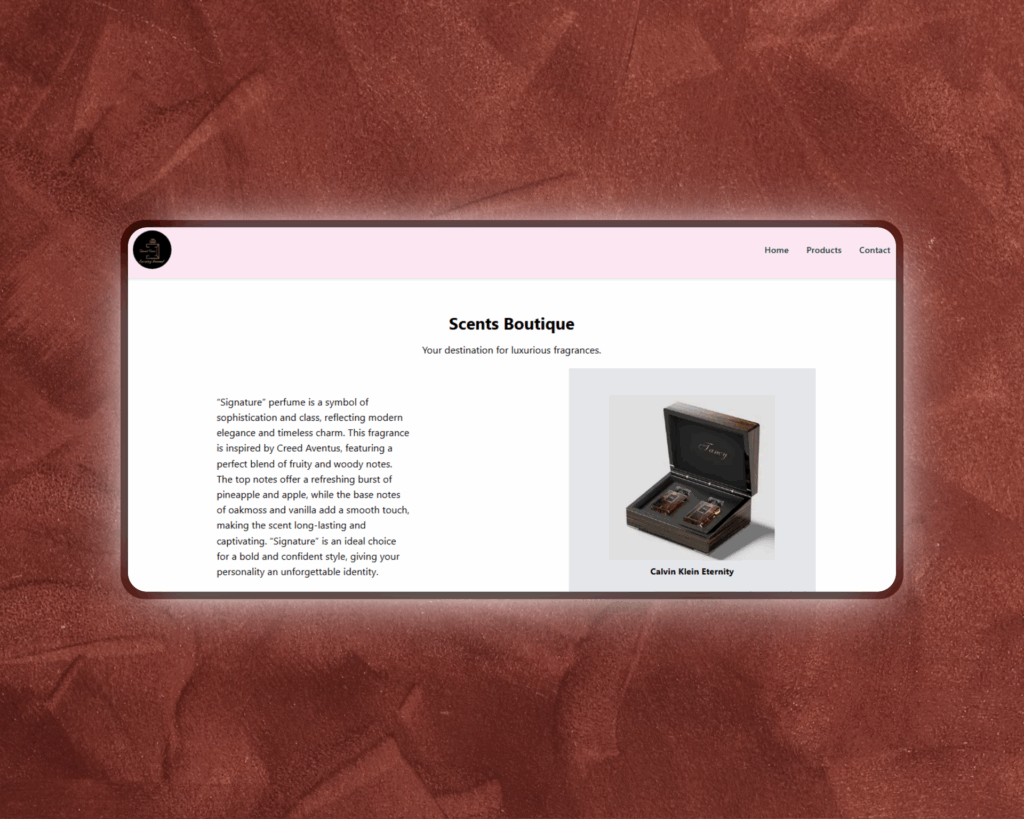 Home Products Contact
Scents Boutique
Your destination for luxurious fragrances.
"Signature" perfume is a symbol of
sophistication and class, reflecting modern
elegance and timeless charm. This fragrance
is inspired by Creed Aventus, featuring a
perfect blend of fruity and woody notes.
The top notes offer a refreshing burst of
pineapple and apple, while the base notes
of oakmoss and vanilla add a smooth touch,
making the scent long-lasting and
captivating. "Signature" is an ideal choice
for a bold and confident style, giving your
personality an unforgettable identity.
Fancy
Calvin Klein Eternity